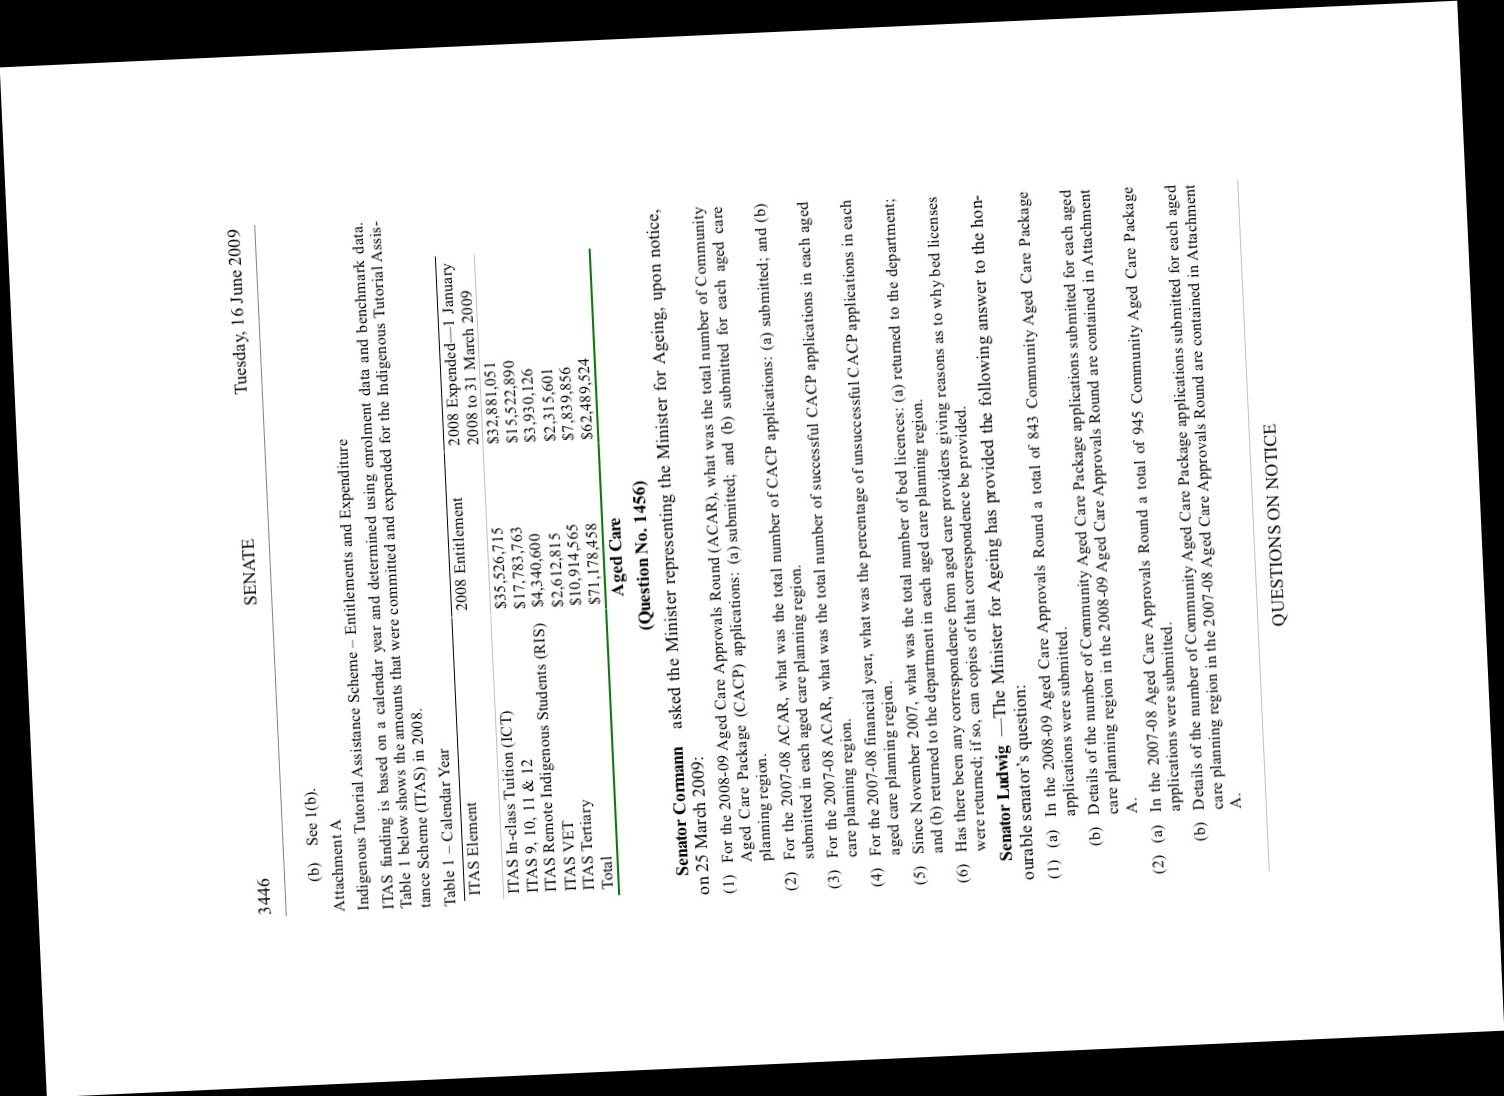 3446 SENATE Tuesday, 16 June 2009
(b) See 1(b).
Attachment A
Indigenous Tutorial Assistance Scheme – Entitlements and Expenditure
ITAS funding is based on a calendar year and determined using enrolment data and benchmark data.
Table 1 below shows the amounts that were committed and expended for the Indigenous Tutorial Assis-
tance Scheme (ITAS) in 2008.
Table 1 – Calendar Year
ITAS Element 2008 Entitlement 2008 Expended—1 January
2008 to 31 March 2009
ITAS In-class Tuition (ICT) $35,526,715 $32,881,051
ITAS 9, 10, 11 & 12 $17,783,763 $15,522,890
ITAS Remote Indigenous Students (RIS) $4,340,600 $3,930,126
ITAS VET $2,612,815 $2,315,601
ITAS Tertiary $10,914,565 $7,839,856
Total $71,178,458 $62,489,524
Aged Care
(Question No. 1456)
Senator Cormann asked the Minister representing the Minister for Ageing, upon notice,
on 25 March 2009:
(1) For the 2008-09 Aged Care Approvals Round (ACAR), what was the total number of Community
Aged Care Package (CACP) applications: (a) submitted; and (b) submitted for each aged care
planning region.
(2) For the 2007-08 ACAR, what was the total number of CACP applications: (a) submitted; and (b)
submitted in each aged care planning region.
(3) For the 2007-08 ACAR, what was the total number of successful CACP applications in each aged
care planning region.
(4) For the 2007-08 financial year, what was the percentage of unsuccessful CACP applications in each
aged care planning region.
(5) Since November 2007, what was the total number of bed licences: (a) returned to the department;
and (b) returned to the department in each aged care planning region.
(6) Has there been any correspondence from aged care providers giving reasons as to why bed licenses
were returned; if so, can copies of that correspondence be provided.
Senator Ludwig —The Minister for Ageing has provided the following answer to the hon-
ourable senator's question:
(1) (a) In the 2008-09 Aged Care Approvals Round a total of 843 Community Aged Care Package
applications were submitted.
(b) Details of the number of Community Aged Care Package applications submitted for each aged
care planning region in the 2008-09 Aged Care Approvals Round are contained in Attachment
A.
(2) (a) In the 2007-08 Aged Care Approvals Round a total of 945 Community Aged Care Package
applications were submitted.
(b) Details of the number of Community Aged Care Package applications submitted for each aged
care planning region in the 2007-08 Aged Care Approvals Round are contained in Attachment
A.
QUESTIONS ON NOTICE